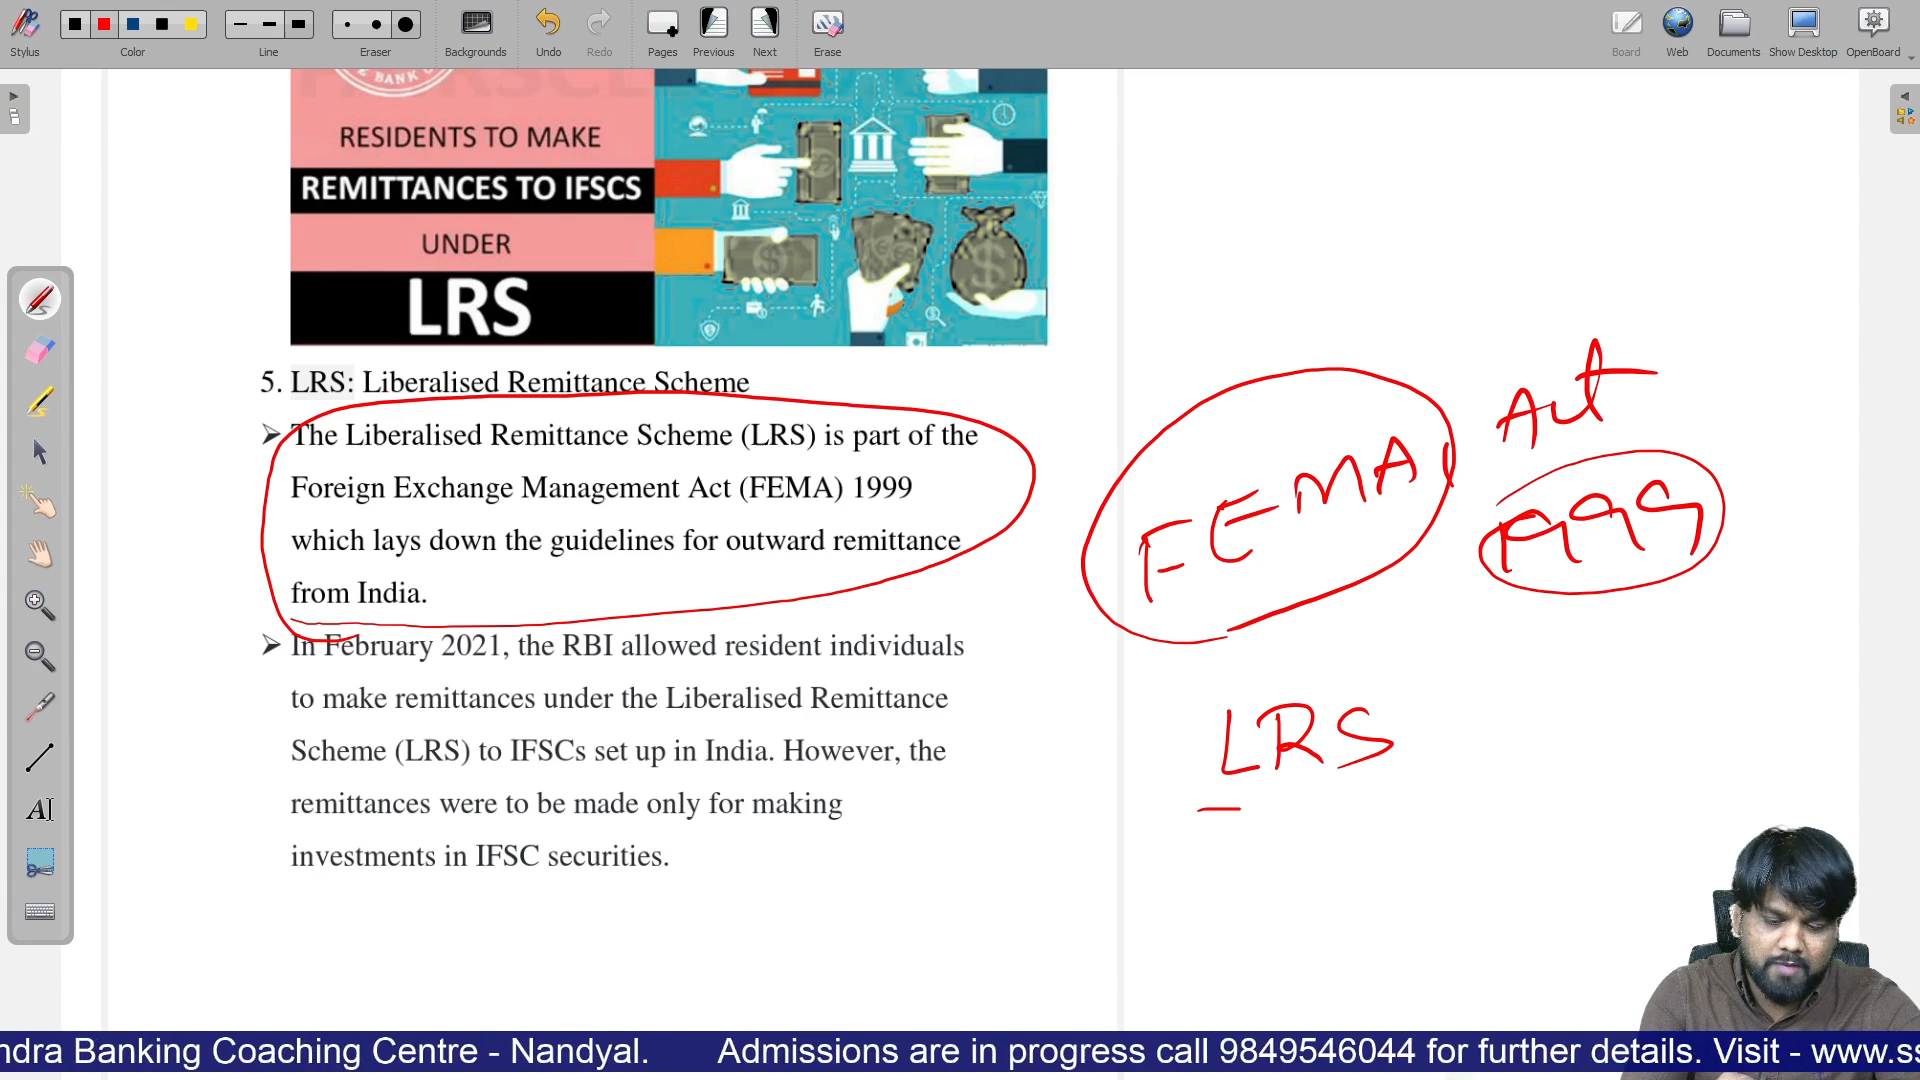 Stylus
Color
Line
Eraser
Backgrounds
Undo
Redo
Pages
Previous
Next
Erase
Board
Web
Documents
Show Desktop
OpenBoard
E BANK O
RESIDENTS TO MAKE
REMITTANCES TO IFSCS
UNDER
LRS
5. LRS: Liberalised Remittance Scheme
➢ The Liberalised Remittance Scheme (LRS) is part of the
Foreign Exchange Management Act (FEMA) 1999
which lays down the guidelines for outward remittance
from India.
➢ In February 2021, the RBI allowed resident individuals
to make remittances under the Liberalised Remittance
Scheme (LRS) to IFSCs set up in India. However, the
remittances were to be made only for making
investments in IFSC securities.
FEMA, Act
1999
LRS
ndra Banking Coaching Centre - Nandyal. Admissions are in progress call 9849546044 for further details. Visit - www.ss